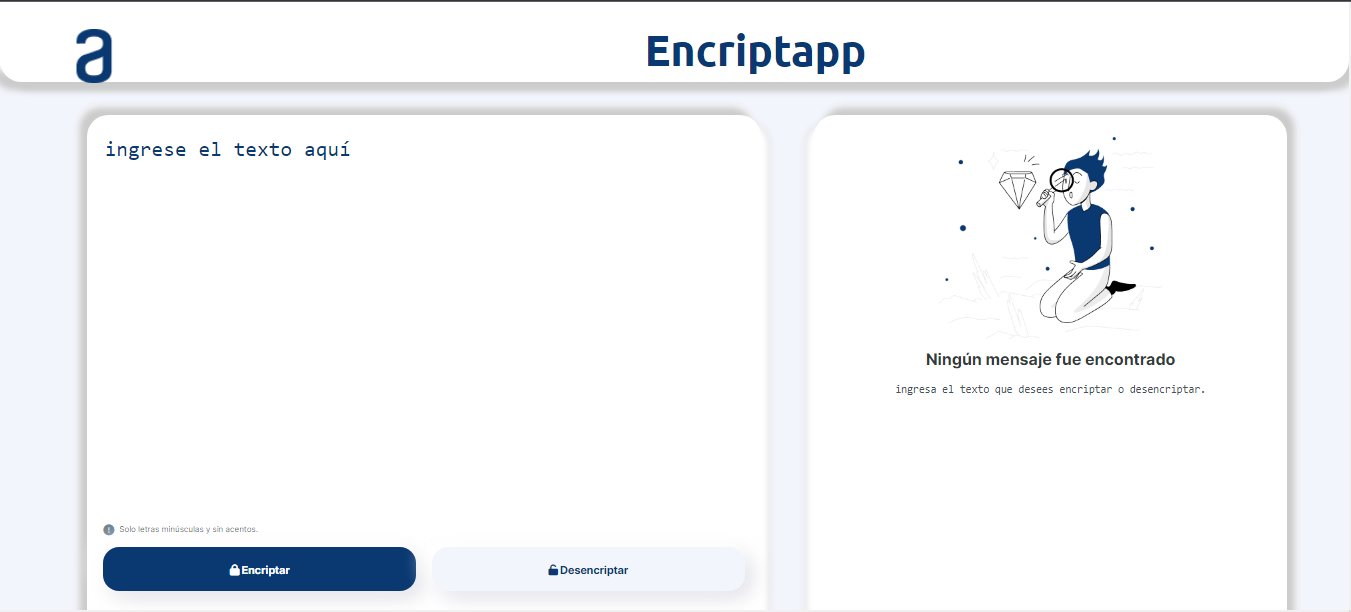 a
Encriptapp
ingrese el texto aquí
Solo letras minúsculas y sin acentos.
Encriptar
Desencriptar
Ningún mensaje fue encontrado
ingresa el texto que desees encriptar o desencriptar.